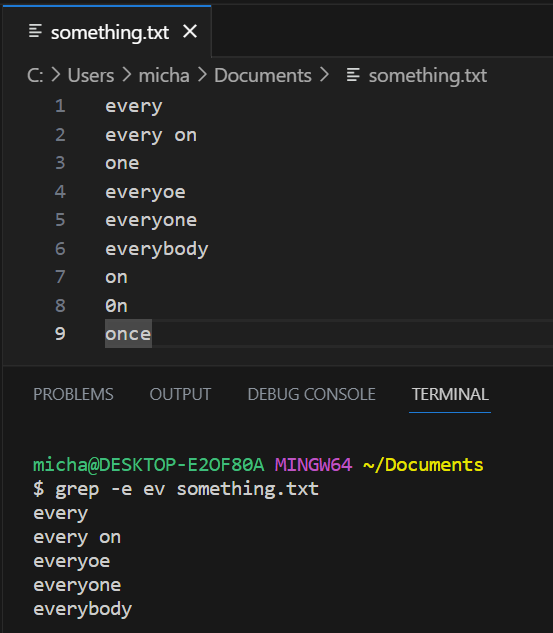 something.txt
C: > Users > micha > Documents > something.txt
1 every
2 every on
3 one
4 everyoe
5 everyone
6 everybody
7 on
8 0n
9 once
PROBLEMS OUTPUT DEBUG CONSOLE TERMINAL
micha@DESKTOP-E2OF80A MINGW64 ~/Documents
$ grep -e ev something.txt
every
every on
everyoe
everyone
everybody